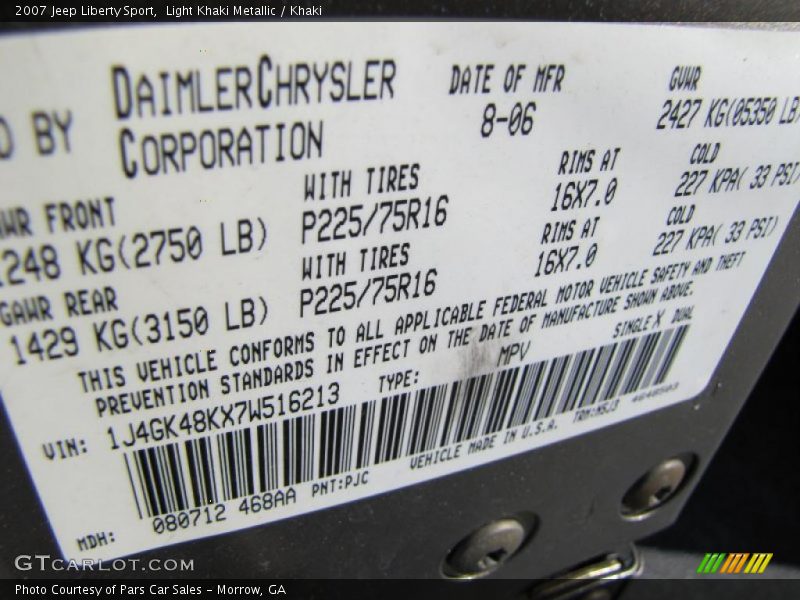 2007 Jeep Liberty Sport, Light Khaki Metallic / Khaki
D BY DAIMLERCHRYSLER CORPORATION
DATE OF MFR 8-06
GVWR 2427 KG(05350 LB)
GAWR FRONT 1248 KG(2750 LB)
WITH TIRES P225/75R16
RIMS AT 16X7.0
COLD 227 KPA( 33 PSI)
GAWR REAR 1429 KG(3150 LB)
WITH TIRES P225/75R16
RIMS AT 16X7.0
COLD 227 KPA( 33 PSI)
THIS VEHICLE CONFORMS TO ALL APPLICABLE FEDERAL MOTOR VEHICLE SAFETY AND THEFT
PREVENTION STANDARDS IN EFFECT ON THE DATE OF MANUFACTURE SHOWN ABOVE.
VIN: 1J4GK48KX7W516213 TYPE: MPV SINGLE X DUAL
MDH: 080712 468AA PNT:PJC VEHICLE MADE IN U.S.A. TRM:N5J3
GTCARLOT.COM
Photo Courtesy of Pars Car Sales - Morrow, GA